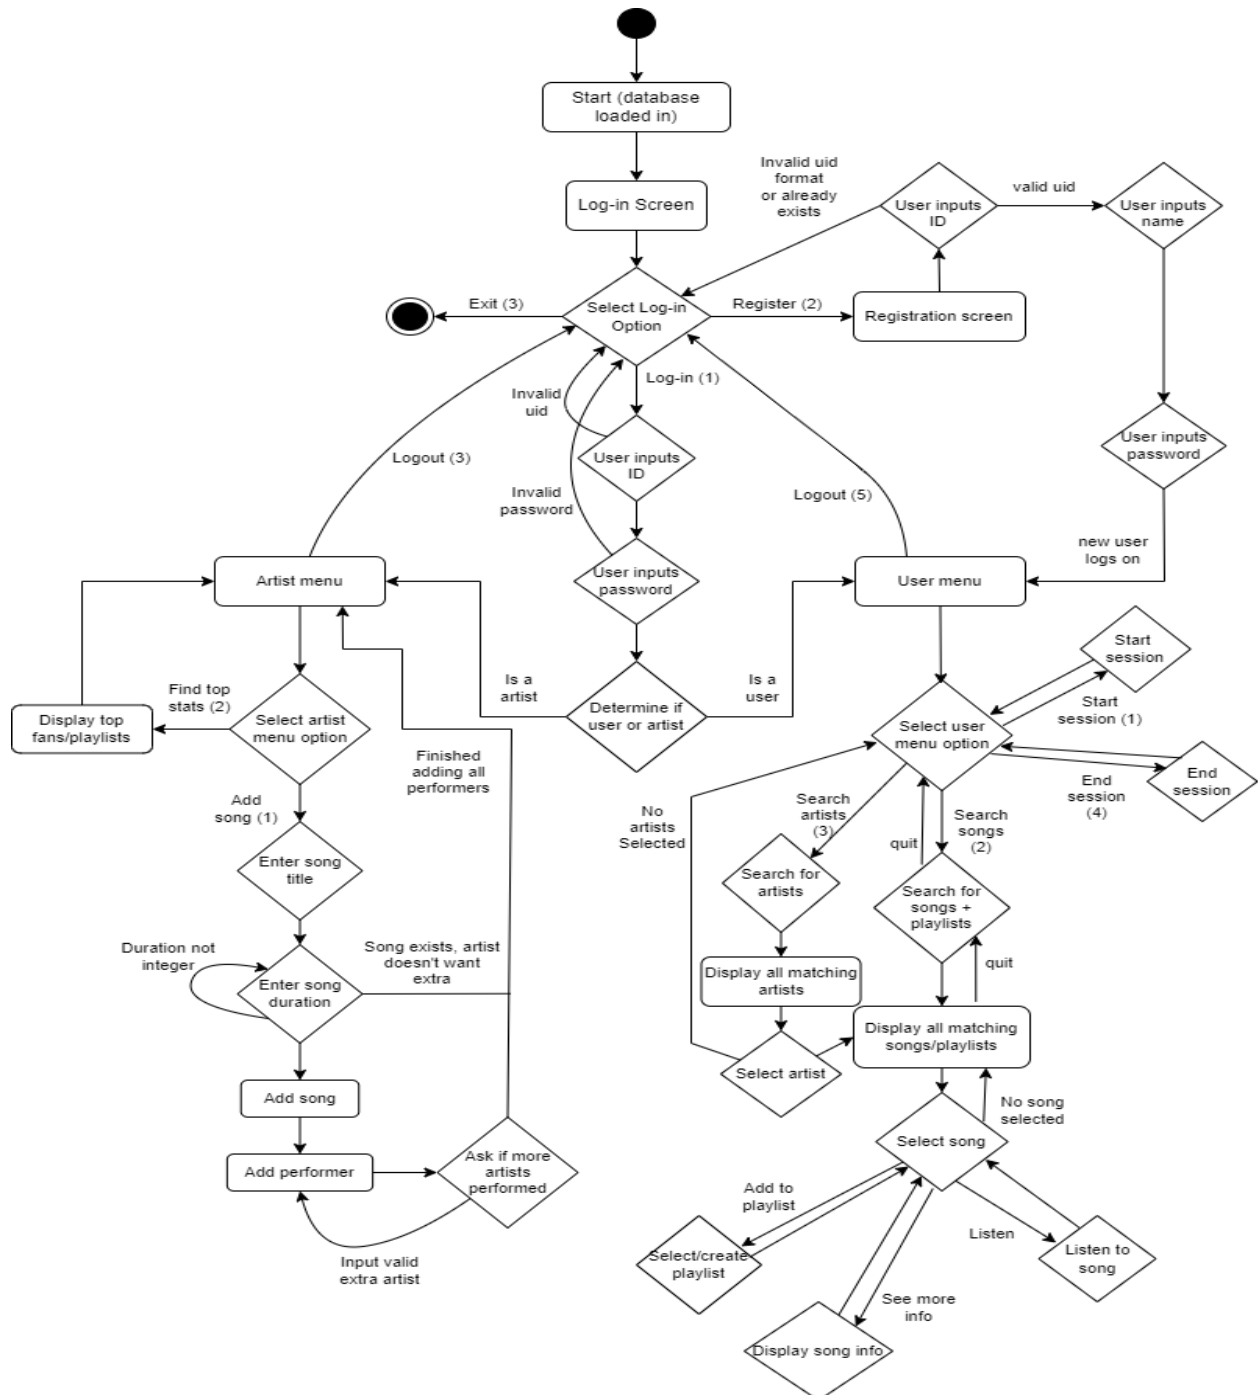 Start (database
loaded in)
Log-in Screen
Invalid uid
format
or already
exists
User inputs
ID
valid uid
User inputs
name
Exit (3)
Select Log-in
Option
Register (2)
Registration screen
Log-in (1)
Invalid
uid
User inputs
ID
User inputs
password
Logout (3)
Invalid
password
Logout (5)
new user
logs on
Artist menu
User inputs
password
User menu
Start
session
Is a
artist
Determine if
user or artist
Is a
user
Find top
stats (2)
Display top
fans/playlists
Select artist
menu option
Start
session (1)
Select user
menu option
Finished
adding all
performers
End
session
(4)
End
session
Add
song (1)
No
artists
Selected
Search
artists
(3)
quit
Search
songs
(2)
Enter song
title
Search for
artists
Search for
songs +
playlists
Duration not
integer
Song exists, artist
doesn't want
extra
Enter song
duration
quit
Display all matching
artists
Display all matching
songs/playlists
Select artist
Add song
No song
selected
Select song
Add performer
Ask if more
artists
performed
Add to
playlist
Listen
Input valid
extra artist
Select/create
playlist
Listen to
song
See more
info
Display song info